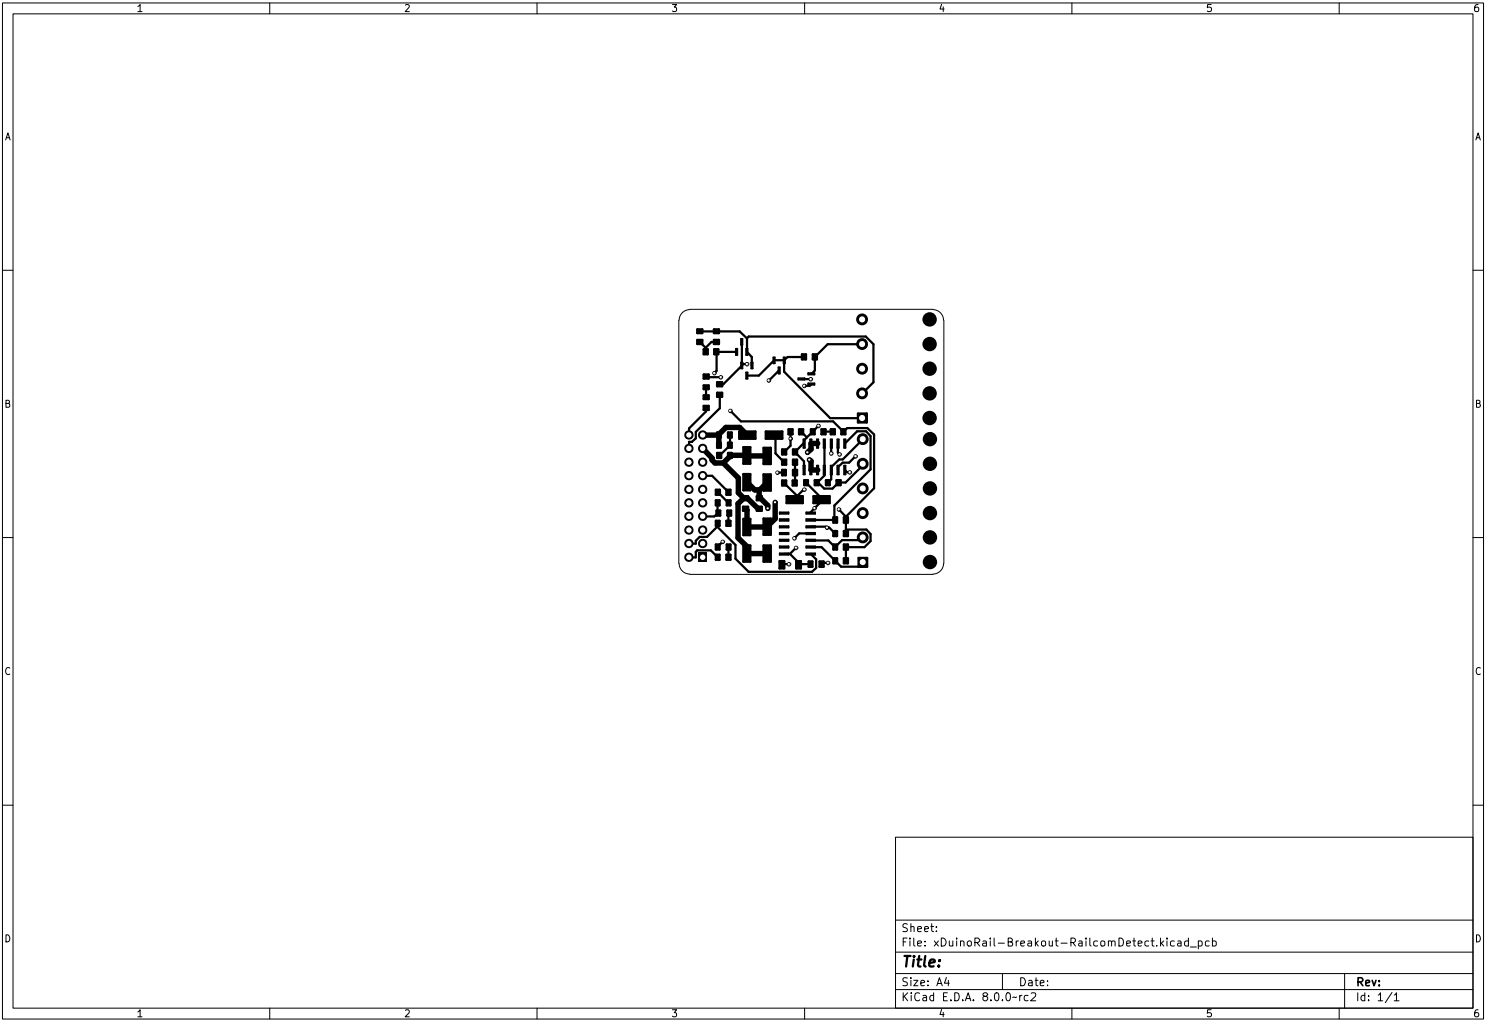 1 2 3 4 5 6
A A
B B
C C
D D
Sheet:
File: xDuinoRail-Breakout-RailcomDetect.kicad_pcb
Title:
Size: A4 Date: Rev:
KiCad E.D.A. 8.0.0-rc2 Id: 1/1
1 2 3 4 5 6